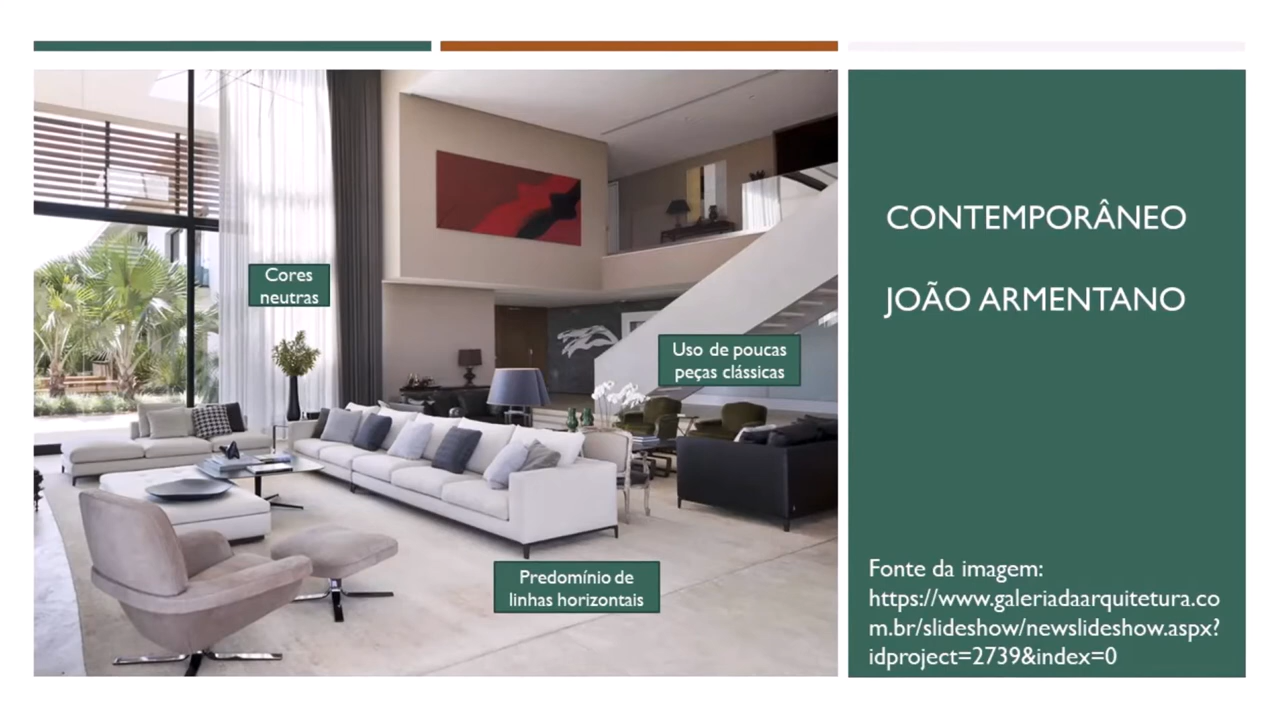 Cores
neutras
Uso de poucas
peças clássicas
Predomínio de
linhas horizontais
CONTEMPORÂNEO
JOÃO ARMENTANO
Fonte da imagem:
https://www.galeriadaarquitetura.co
m.br/slideshow/newslideshow.aspx?
idproject=2739&index=0